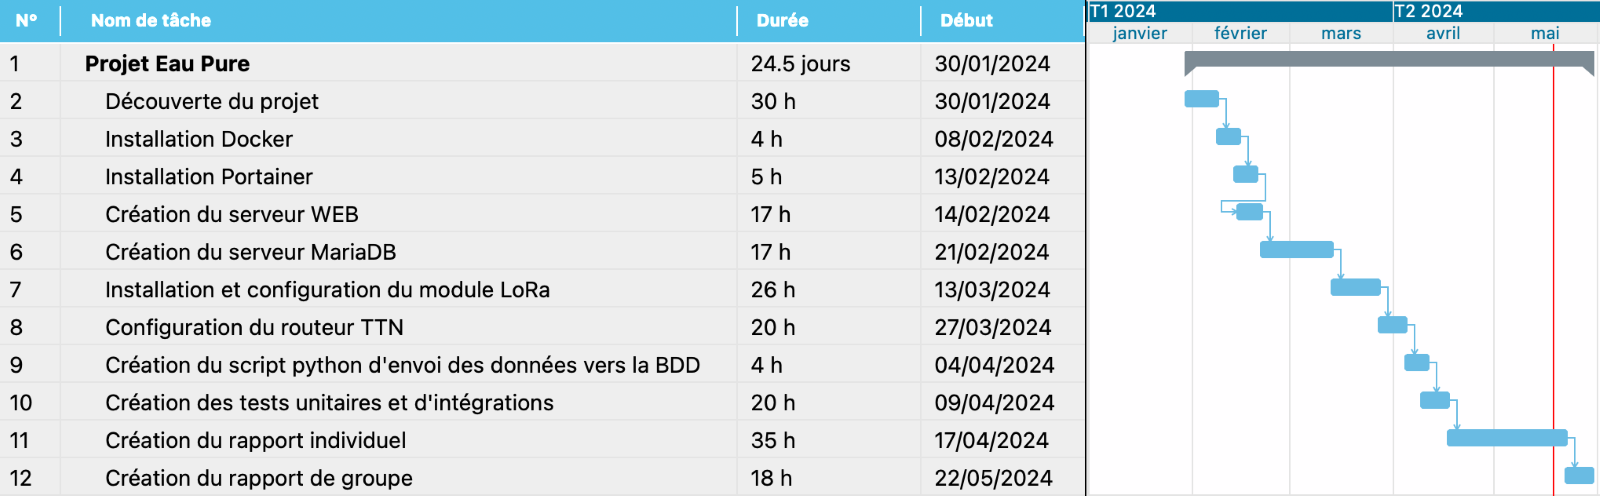 N° Nom de tâche Durée Début
T1 2024 T2 2024
janvier février mars avril mai
1 Projet Eau Pure 24.5 jours 30/01/2024
2 Découverte du projet 30 h 30/01/2024
3 Installation Docker 4 h 08/02/2024
4 Installation Portainer 5 h 13/02/2024
5 Création du serveur WEB 17 h 14/02/2024
6 Création du serveur MariaDB 17 h 21/02/2024
7 Installation et configuration du module LoRa 26 h 13/03/2024
8 Configuration du routeur TTN 20 h 27/03/2024
9 Création du script python d'envoi des données vers la BDD 4 h 04/04/2024
10 Création des tests unitaires et d'intégrations 20 h 09/04/2024
11 Création du rapport individuel 35 h 17/04/2024
12 Création du rapport de groupe 18 h 22/05/2024